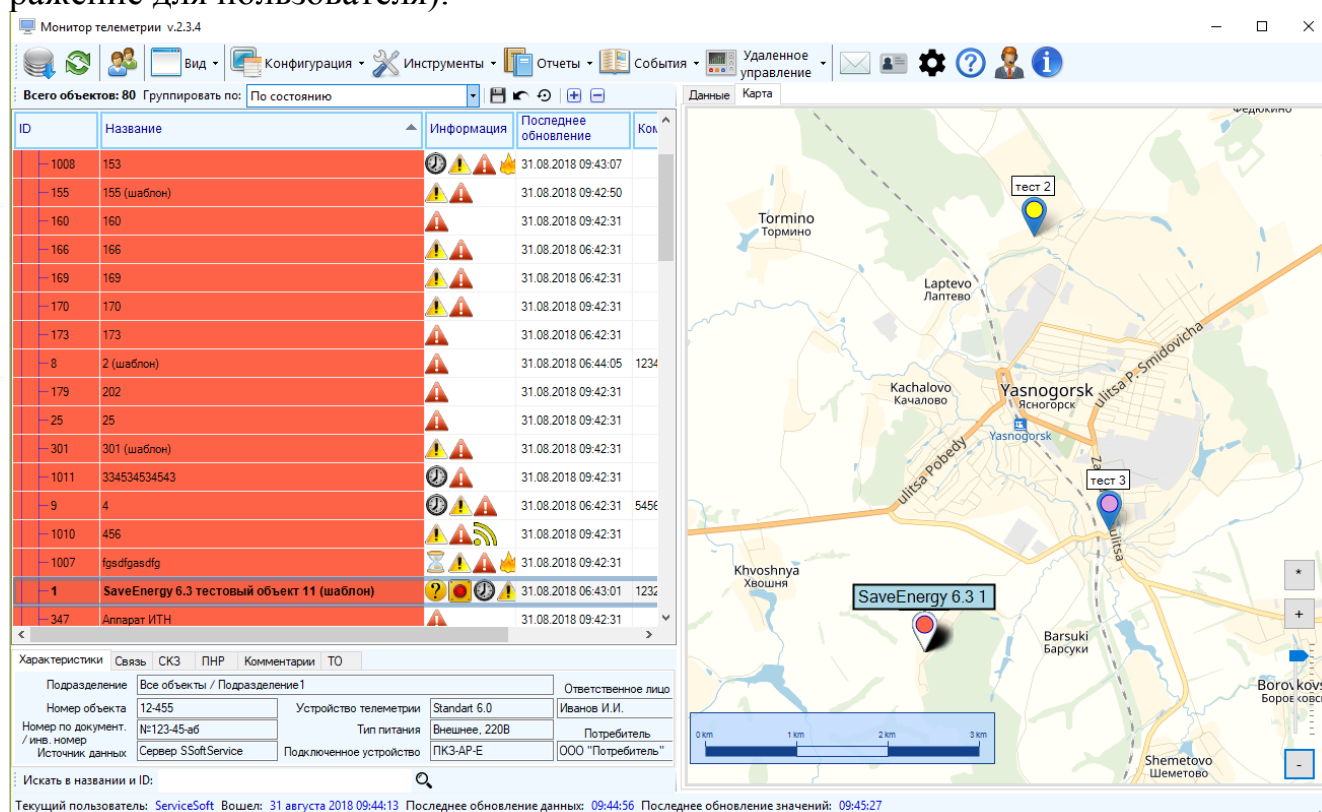 ражение для пользователя).
Монитор телеметрии v.2.3.4
Вид Конфигурация Инструменты Отчеты События Удаленное управление
Всего объектов: 80 Группировать по: По состоянию
Данные Карта
ID Название Информация Последнее обновление Ком
1008 153 31.08.2018 09:43:07
155 155 (шаблон) 31.08.2018 09:42:50
160 160 31.08.2018 09:42:31
166 166 31.08.2018 06:42:31
169 169 31.08.2018 09:42:31
170 170 31.08.2018 09:42:31
173 173 31.08.2018 06:42:31
8 2 (шаблон) 31.08.2018 06:44:05 1234
179 202 31.08.2018 09:42:31
25 25 31.08.2018 09:42:31
301 301 (шаблон) 31.08.2018 09:42:31
1011 334534534543 31.08.2018 09:42:31
9 4 31.08.2018 06:42:31 5456
1010 456 31.08.2018 09:42:31
1007 fgsdfgasdfg 31.08.2018 09:42:31
1 SaveEnergy 6.3 тестовый объект 11 (шаблон) 31.08.2018 06:43:01 1232
347 Аппарат ИТН 31.08.2018 09:42:31
Характеристики Связь СКЗ ПНР Комментарии ТО
Подразделение Все объекты / Подразделение1 Ответственное лицо
Номер объекта 12-455 Устройство телеметрии Standart 6.0 Иванов И.И.
Номер по документ. / инв. номер №123-45-аб Тип питания Внешнее, 220В Потребитель
Источник данных Сервер SSoftService Подключенное устройство ПКЗ-АР-Е ООО "Потребитель"
Искать в названии и ID:
Текущий пользователь: ServiceSoft Вошел: 31 августа 2018 09:44:13 Последнее обновление данных: 09:44:56 Последнее обновление значений: 09:45:27
Федюкино
тест 2
Tormino
Тормино
Laptevo
Лаптево
ulitsa P. Smidovicha
Kachalovo
Качалово
Yasnogorsk
Ясногорск
Yasnogorsk
ulitsa Pobedy
тест 3
ulitsa
Khvoshnya
Хвошня
SaveEnergy 6.3 1
*
+
Barsuki
Барсуки
0 km 1 km 2 km 3 km
Shemetovo
Шеметово
-